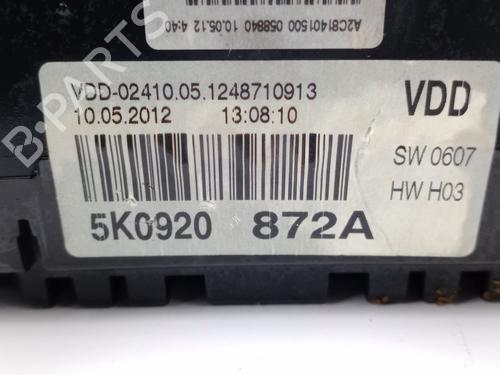 A2C81401500 058840 10.05.12 4:40
VDD-02410.05.1248710913
10.05.2012 13:08:10
VDD
SW 0607
HW H03
5K0920 872A
B-PARTS